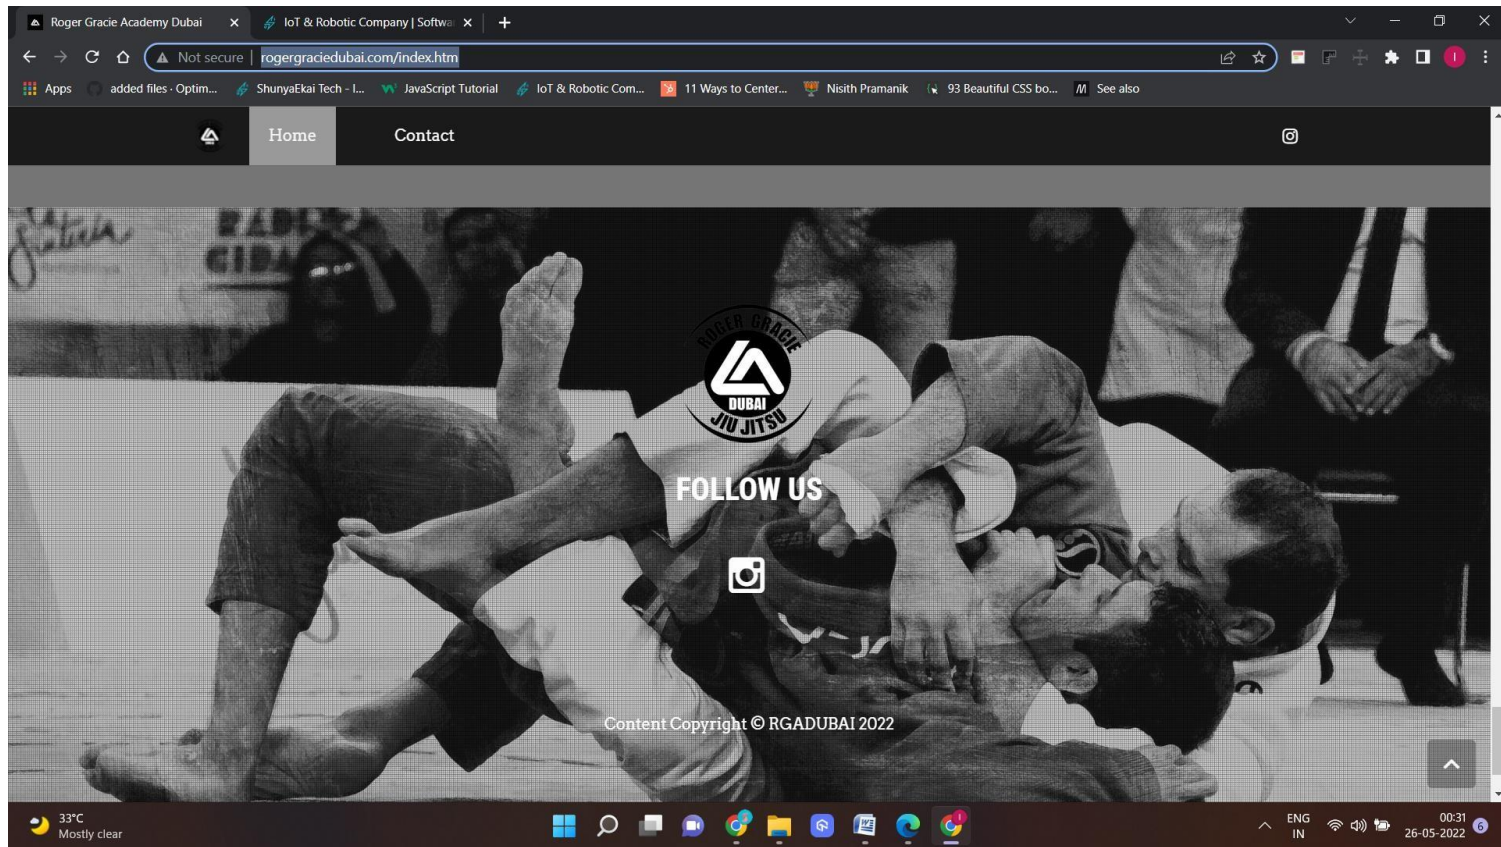 Roger Gracie Academy Dubai
IoT & Robotic Company | Softwa
Not secure | rogergraciedubai.com/index.htm
Apps
added files · Optim...
ShunyaEkai Tech - I...
JavaScript Tutorial
IoT & Robotic Com...
11 Ways to Center...
Nisith Pramanik
93 Beautiful CSS bo...
See also
Home
Contact
ROGER GRACIE
DUBAI
JIU JITSU
FOLLOW US
Content Copyright © RGADUBAI 2022
33°C
Mostly clear
ENG
IN
00:31
26-05-2022
6